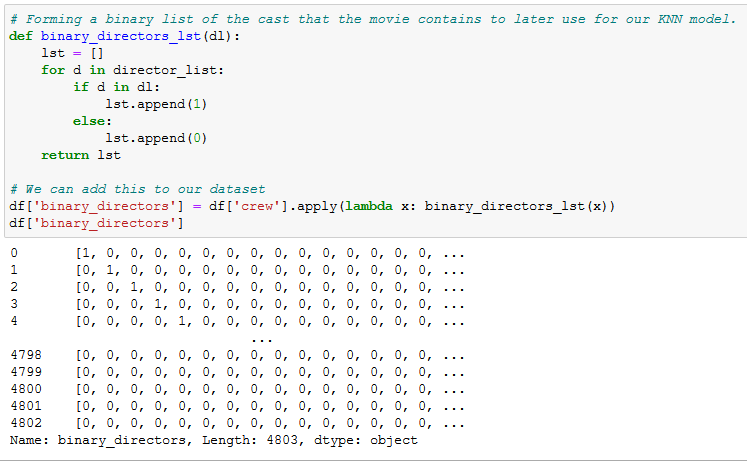 # Forming a binary list of the cast that the movie contains to later use for our KNN model.
def binary_directors_lst(dl):
    lst = []
    for d in director_list:
        if d in dl:
            lst.append(1)
        else:
            lst.append(0)
    return lst

# We can add this to our dataset
df['binary_directors'] = df['crew'].apply(lambda x: binary_directors_lst(x))
df['binary_directors']
0       [1, 0, 0, 0, 0, 0, 0, 0, 0, 0, 0, 0, 0, 0, 0, ...
1       [0, 1, 0, 0, 0, 0, 0, 0, 0, 0, 0, 0, 0, 0, 0, ...
2       [0, 0, 1, 0, 0, 0, 0, 0, 0, 0, 0, 0, 0, 0, 0, ...
3       [0, 0, 0, 1, 0, 0, 0, 0, 0, 0, 0, 0, 0, 0, 0, ...
4       [0, 0, 0, 0, 1, 0, 0, 0, 0, 0, 0, 0, 0, 0, 0, ...
                              ...
4798    [0, 0, 0, 0, 0, 0, 0, 0, 0, 0, 0, 0, 0, 0, 0, ...
4799    [0, 0, 0, 0, 0, 0, 0, 0, 0, 0, 0, 0, 0, 0, 0, ...
4800    [0, 0, 0, 0, 0, 0, 0, 0, 0, 0, 0, 0, 0, 0, 0, ...
4801    [0, 0, 0, 0, 0, 0, 0, 0, 0, 0, 0, 0, 0, 0, 0, ...
4802    [0, 0, 0, 0, 0, 0, 0, 0, 0, 0, 0, 0, 0, 0, 0, ...
Name: binary_directors, Length: 4803, dtype: object